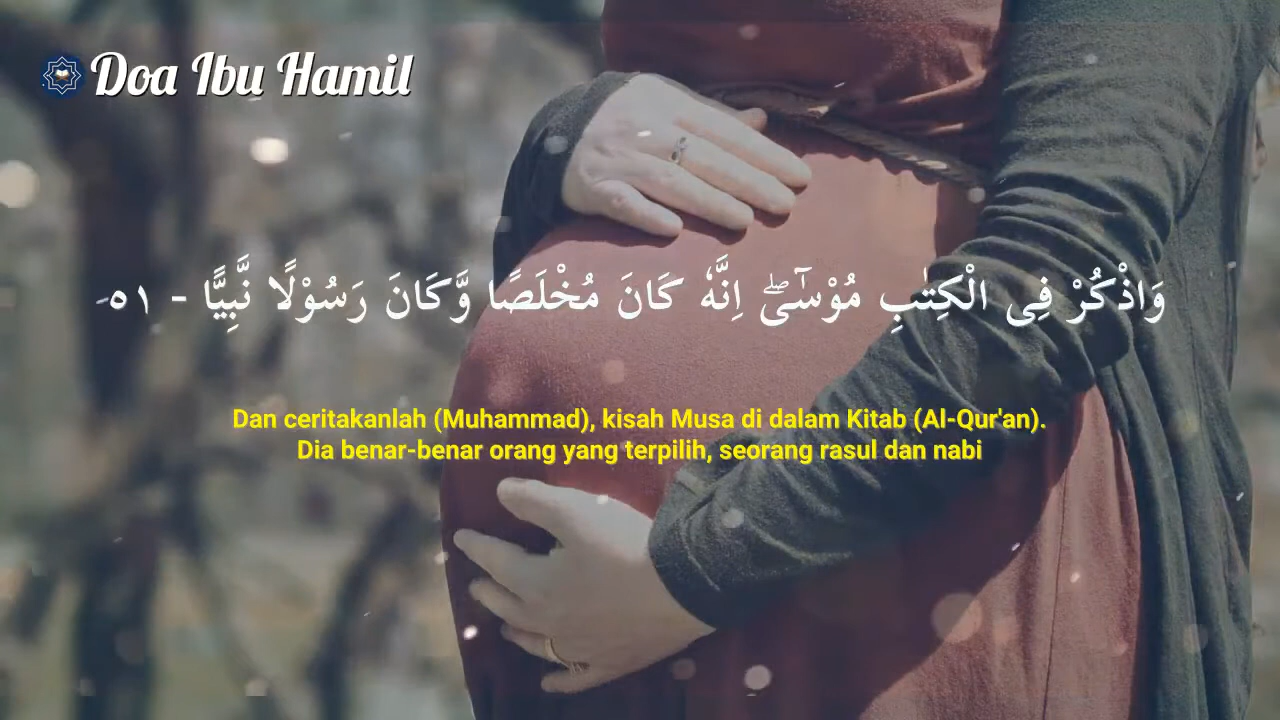 Doa Ibu Hamil
وَاذْكُرْ فِى الْكِتٰبِ مُوْسٰٓىۖ اِنَّهٗ كَانَ مُخْلَصًا وَّكَانَ رَسُوْلًا نَّبِيًّا - ٥١
Dan ceritakanlah (Muhammad), kisah Musa di dalam Kitab (Al-Qur'an).
Dia benar-benar orang yang terpilih, seorang rasul dan nabi